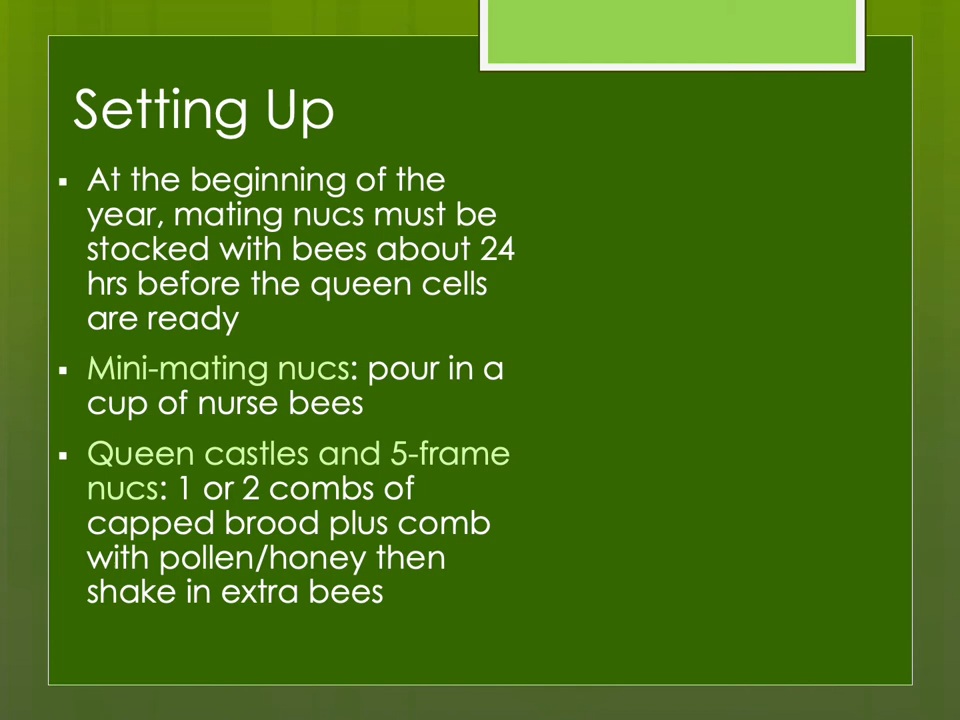 Setting Up
▪ At the beginning of the
year, mating nucs must be
stocked with bees about 24
hrs before the queen cells
are ready
▪ Mini-mating nucs: pour in a
cup of nurse bees
▪ Queen castles and 5-frame
nucs: 1 or 2 combs of
capped brood plus comb
with pollen/honey then
shake in extra bees